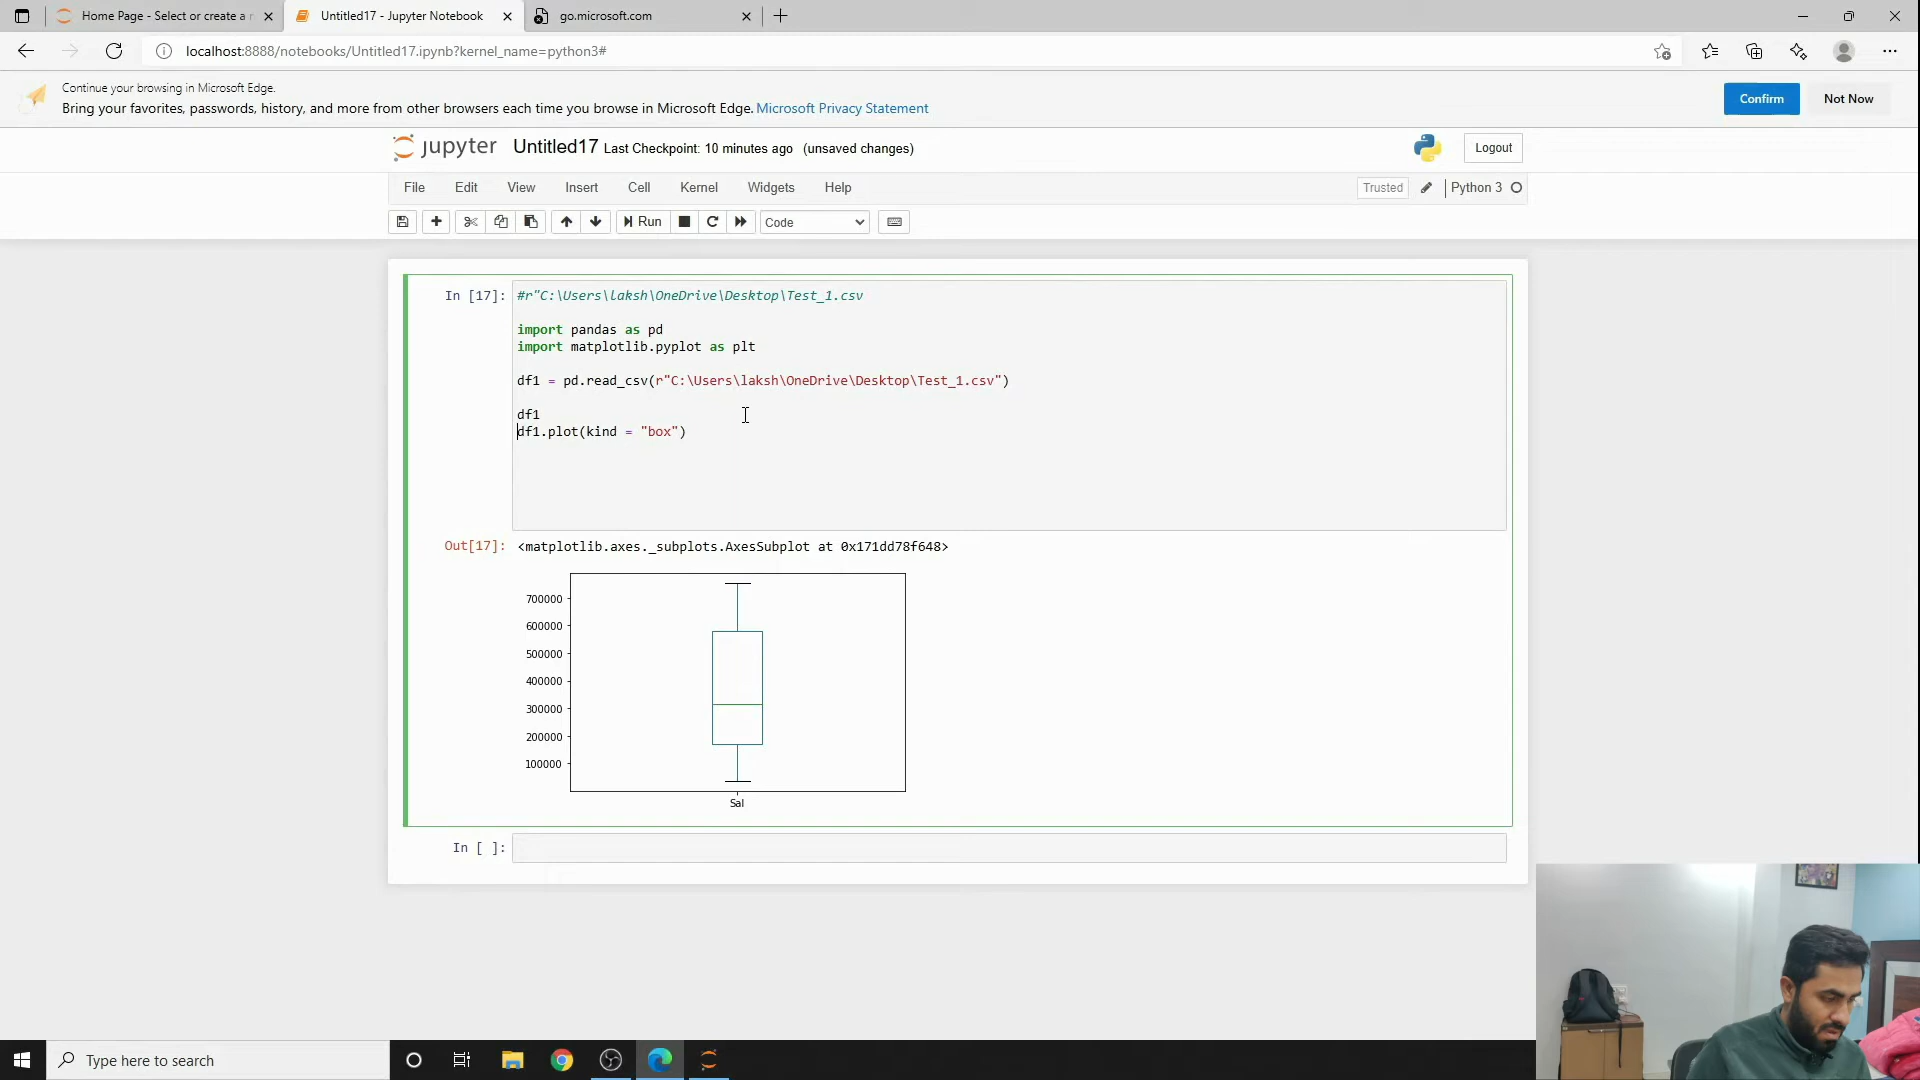 Home Page - Select or create a n
Untitled17 - Jupyter Notebook
go.microsoft.com
localhost:8888/notebooks/Untitled17.ipynb?kernel_name=python3#
Continue your browsing in Microsoft Edge.
Bring your favorites, passwords, history, and more from other browsers each time you browse in Microsoft Edge. Microsoft Privacy Statement
Confirm
Not Now
jupyter Untitled17 Last Checkpoint: 10 minutes ago (unsaved changes)
Logout
File Edit View Insert Cell Kernel Widgets Help
Trusted
Python 3
Run
Code
In [17]:
#r"C:\Users\laksh\OneDrive\Desktop\Test_1.csv
import pandas as pd
import matplotlib.pyplot as plt
df1 = pd.read_csv(r"C:\Users\laksh\OneDrive\Desktop\Test_1.csv")
df1
df1.plot(kind = "box")
Out[17]: <matplotlib.axes._subplots.AxesSubplot at 0x171dd78f648>
700000
600000
500000
400000
300000
200000
100000
Sal
In [ ]:
Type here to search